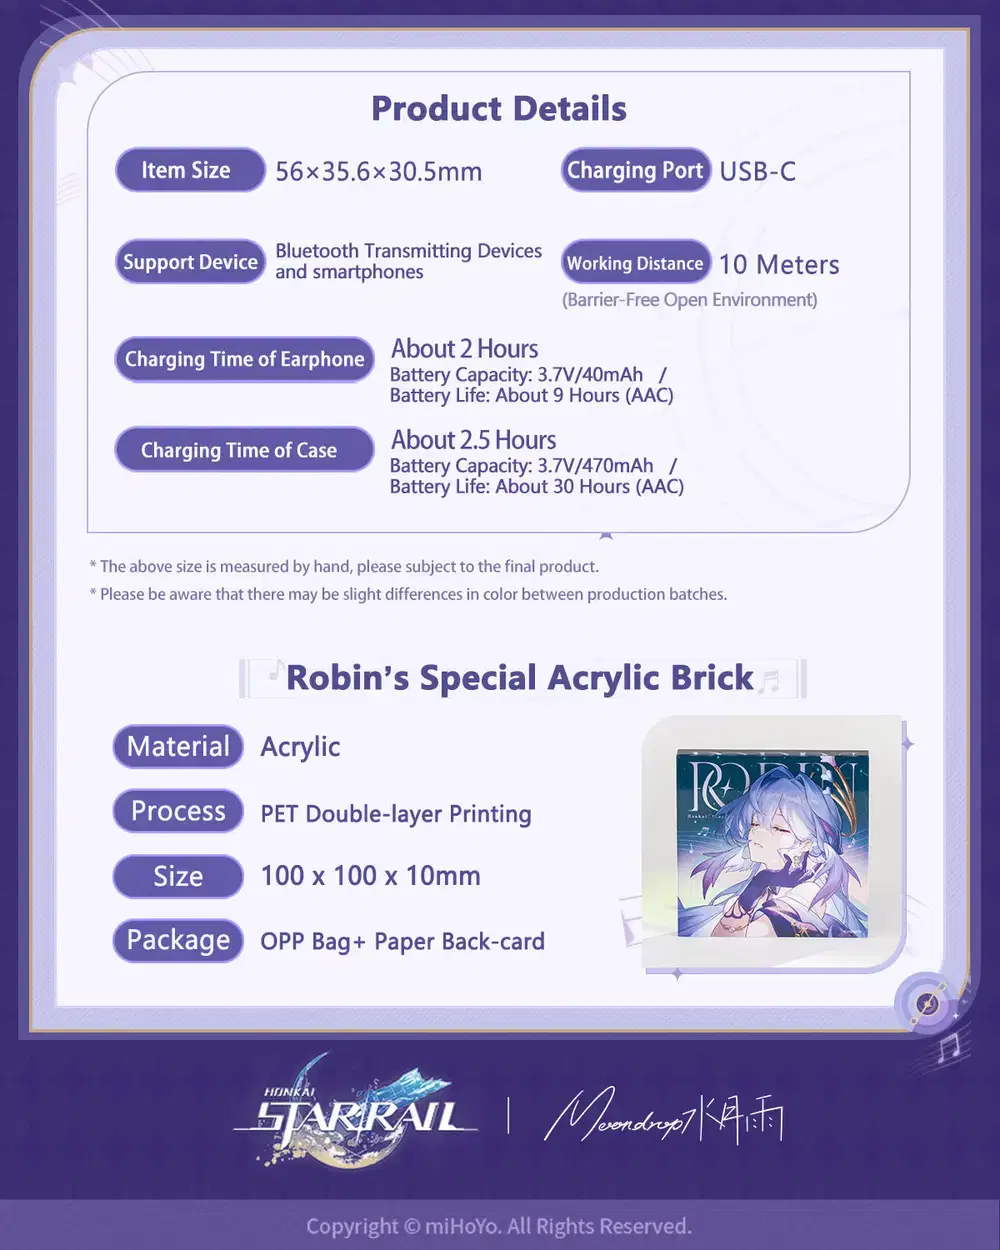 Product Details
Item Size 56×35.6×30.5mm
Charging Port USB-C
Support Device Bluetooth Transmitting Devices
and smartphones
Working Distance 10 Meters
(Barrier-Free Open Environment)
Charging Time of Earphone About 2 Hours
Battery Capacity: 3.7V/40mAh /
Battery Life: About 9 Hours (AAC)
Charging Time of Case About 2.5 Hours
Battery Capacity: 3.7V/470mAh /
Battery Life: About 30 Hours (AAC)
* The above size is measured by hand, please subject to the final product.
* Please be aware that there may be slight differences in color between production batches.
Robin's Special Acrylic Brick
Material Acrylic
Process PET Double-layer Printing
Size 100 x 100 x 10mm
Package OPP Bag+ Paper Back-card
ROBIN
HONKAI
STAR RAIL
Moondrop水月雨
Copyright © miHoYo. All Rights Reserved.